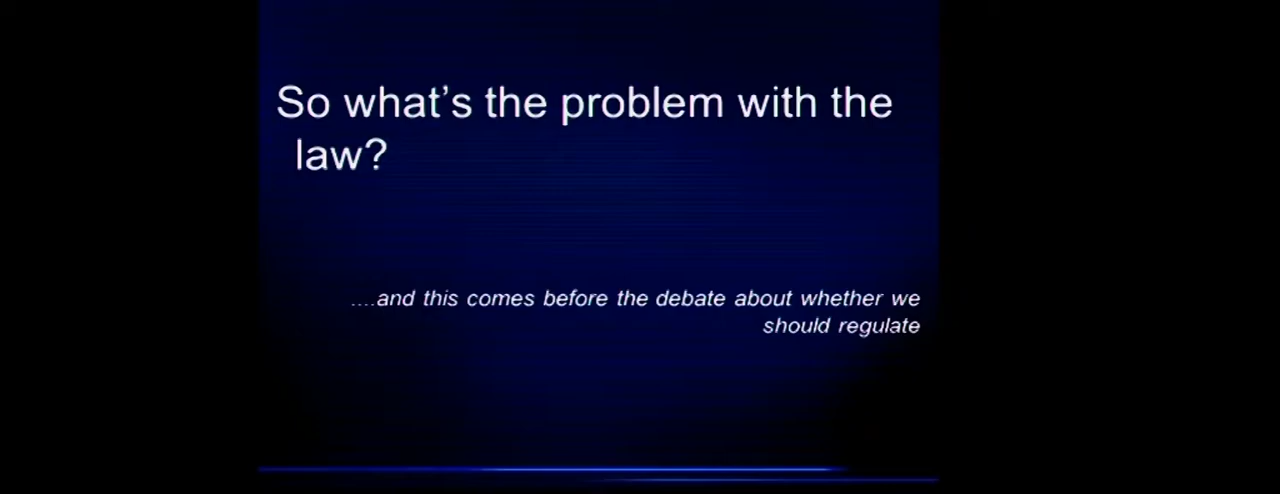 So what's the problem with the
law?
....and this comes before the debate about whether we
should regulate